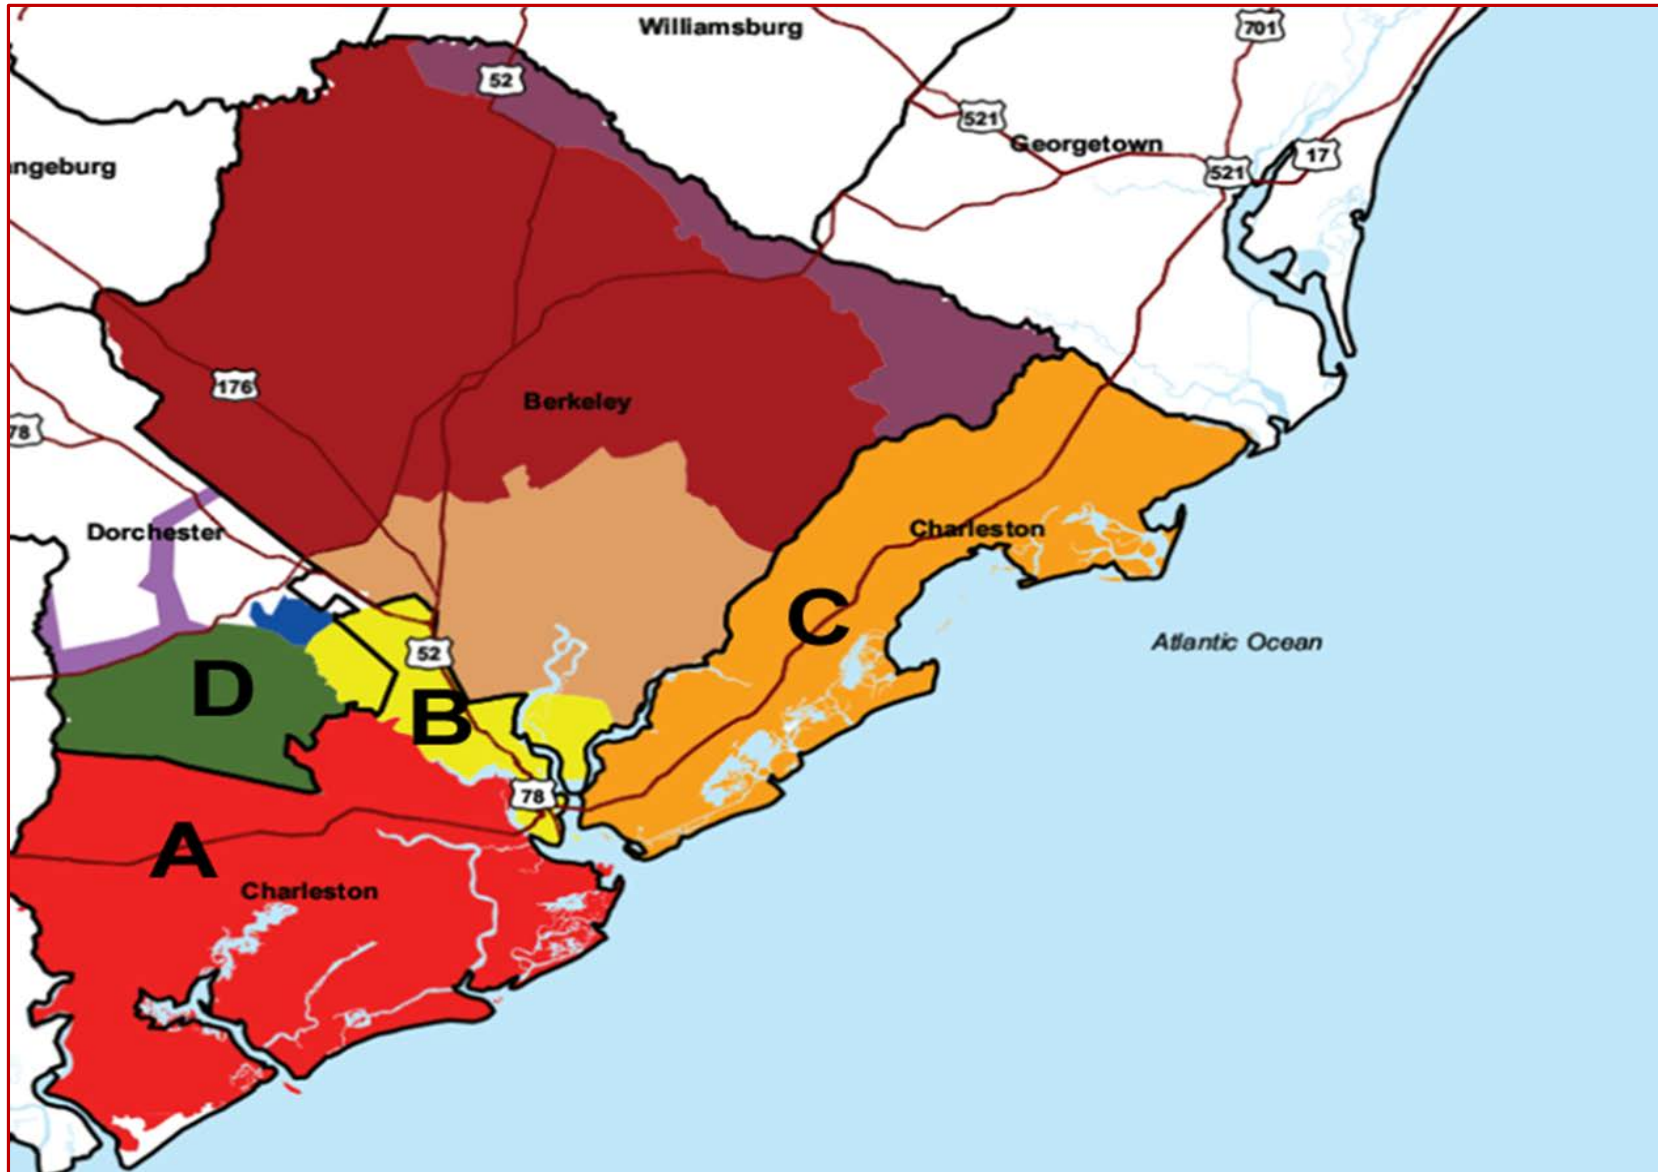 Williamsburg
701
52
521
Georgetown
17
521
ngeburg
176
Berkeley
78
Dorchester
Charleston
C
Atlantic Ocean
52
D
B
78
A
Charleston